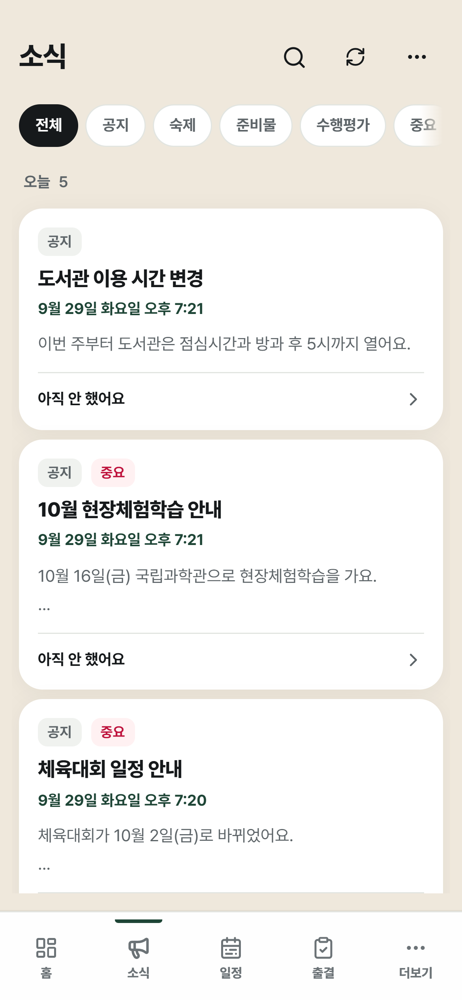 소식
전체 공지 숙제 준비물 수행평가 중요
오늘 5
공지
도서관 이용 시간 변경
9월 29일 화요일 오후 7:21
이번 주부터 도서관은 점심시간과 방과 후 5시까지 열어요.
아직 안 했어요
공지 중요
10월 현장체험학습 안내
9월 29일 화요일 오후 7:21
10월 16일(금) 국립과학관으로 현장체험학습을 가요.
...
아직 안 했어요
공지 중요
체육대회 일정 안내
9월 29일 화요일 오후 7:20
체육대회가 10월 2일(금)로 바뀌었어요.
...
홈 소식 일정 출결 더보기